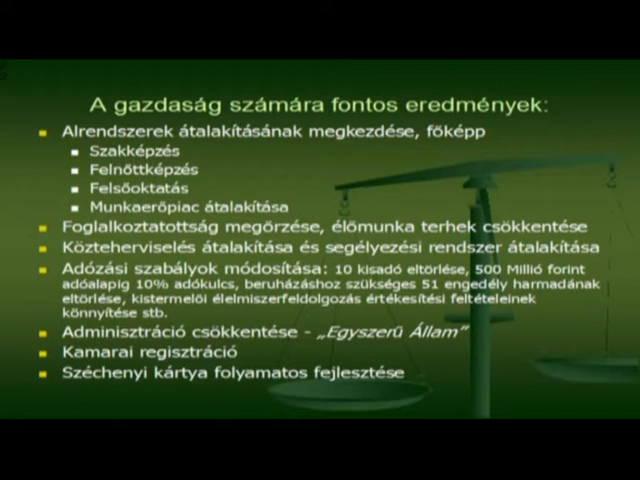 A gazdaság számára fontos eredmények:
Alrendszerek átalakításának megkezdése, főképp
Szakképzés
Felnőttképzés
Felsőoktatás
Munkaerőpiac átalakítása
Foglalkoztatottság megőrzése, élőmunka terhek csökkentése
Közteherviselés átalakítása és segélyezési rendszer átalakítása
Adózási szabályok módosítása: 10 kisadó eltörlése, 500 Millió forint
adóalapig 10% adókulcs, beruházáshoz szükséges 51 engedély harmadának
eltörlése, kistermelői élelmiszerfeldolgozás értékesítési feltételeinek
könnyítése stb.
Adminisztráció csökkentése - „Egyszerű Állam”
Kamarai regisztráció
Széchenyi kártya folyamatos fejlesztése